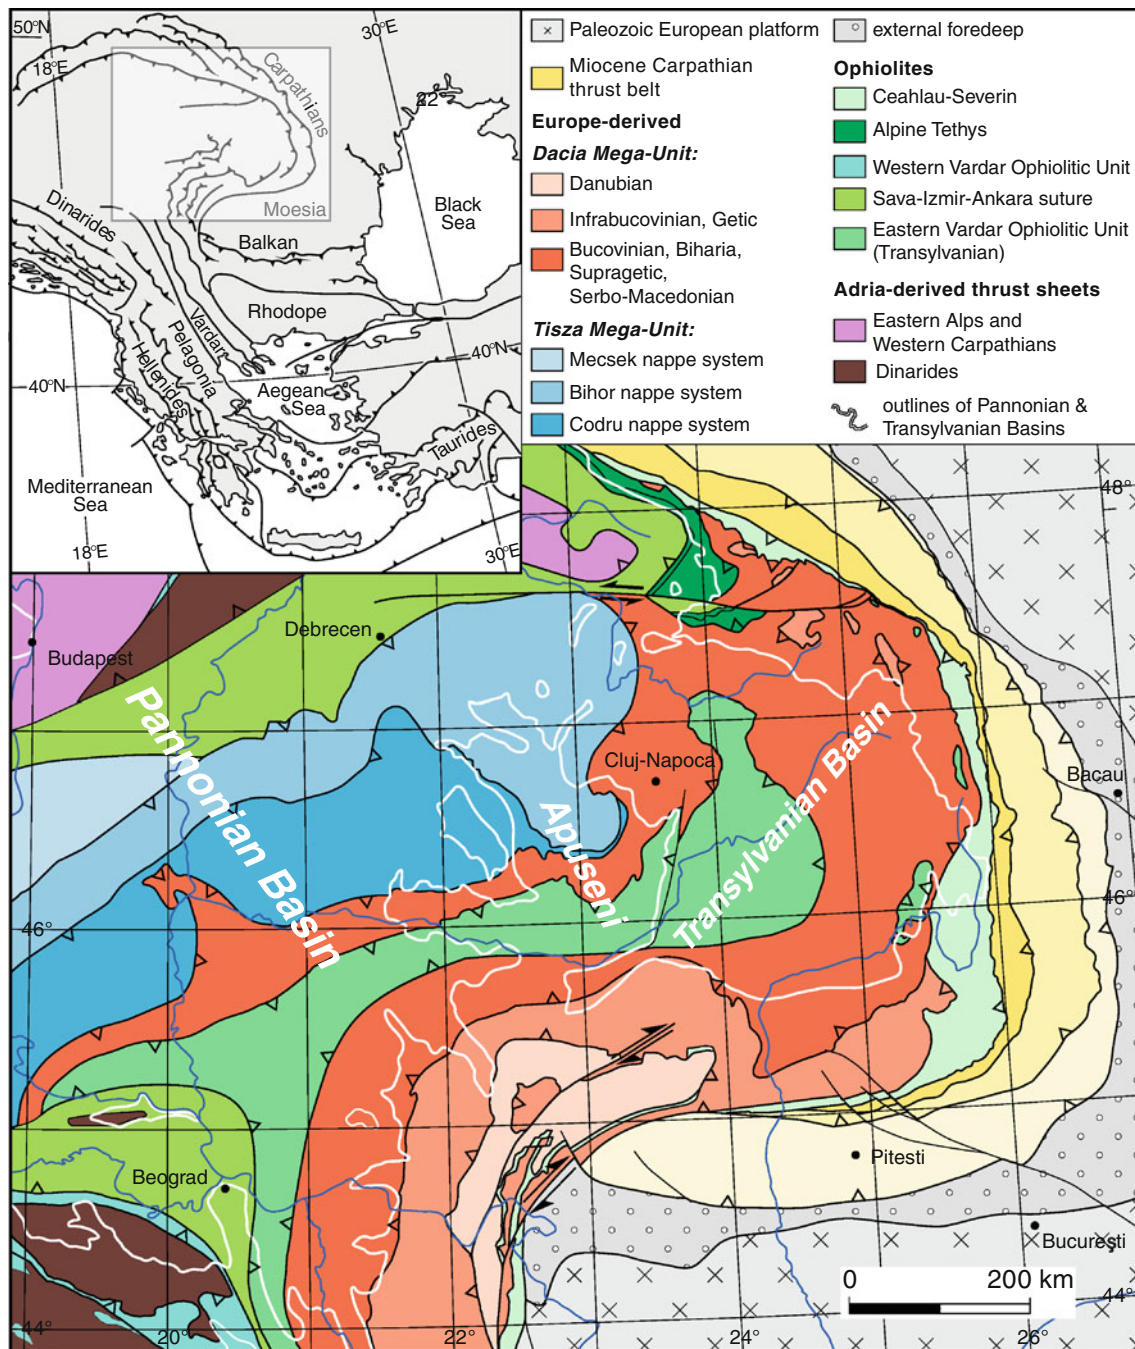 50°N
18°E
30°E
22°
Carpathians
Moesia
Dinarides
Balkan
Black
Sea
Rhodope
Vardar
Pelagonia
Hellenides
40°N
40°N
Aegean
Sea
Taurides
Mediterranean
Sea
18°E
30°E
Paleozoic European platform
Miocene Carpathian
thrust belt
Europe-derived
Dacia Mega-Unit:
Danubian
Infrabucovinian, Getic
Bucovinian, Biharia,
Supragetic,
Serbo-Macedonian
Tisza Mega-Unit:
Mecsek nappe system
Bihor nappe system
Codru nappe system
external foredeep
Ophiolites
Ceahlau-Severin
Alpine Tethys
Western Vardar Ophiolitic Unit
Sava-Izmir-Ankara suture
Eastern Vardar Ophiolitic Unit
(Transylvanian)
Adria-derived thrust sheets
Eastern Alps and
Western Carpathians
Dinarides
outlines of Pannonian &
Transylvanian Basins
48°
Debrecen
Budapest
Pannonian Basin
Cluj-Napoca
Apuseni
Transylvanian Basin
Bacau
46°
46°
Beograd
Pitesti
Bucureşti
0 200 km
44°
44°
20°
22°
24°
26°